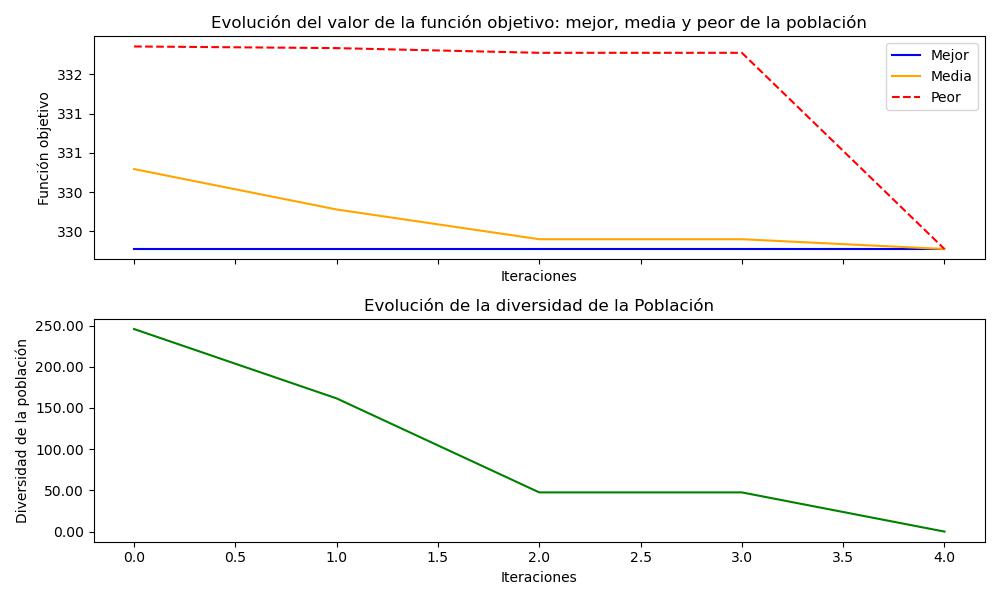 Evolución del valor de la función objetivo: mejor, media y peor de la población
Función objetivo
332
331
331
330
330
Mejor
Media
Peor
Iteraciones
Evolución de la diversidad de la Población
Diversidad de la población
250.00
200.00
150.00
100.00
50.00
0.00
0.0 0.5 1.0 1.5 2.0 2.5 3.0 3.5 4.0
Iteraciones